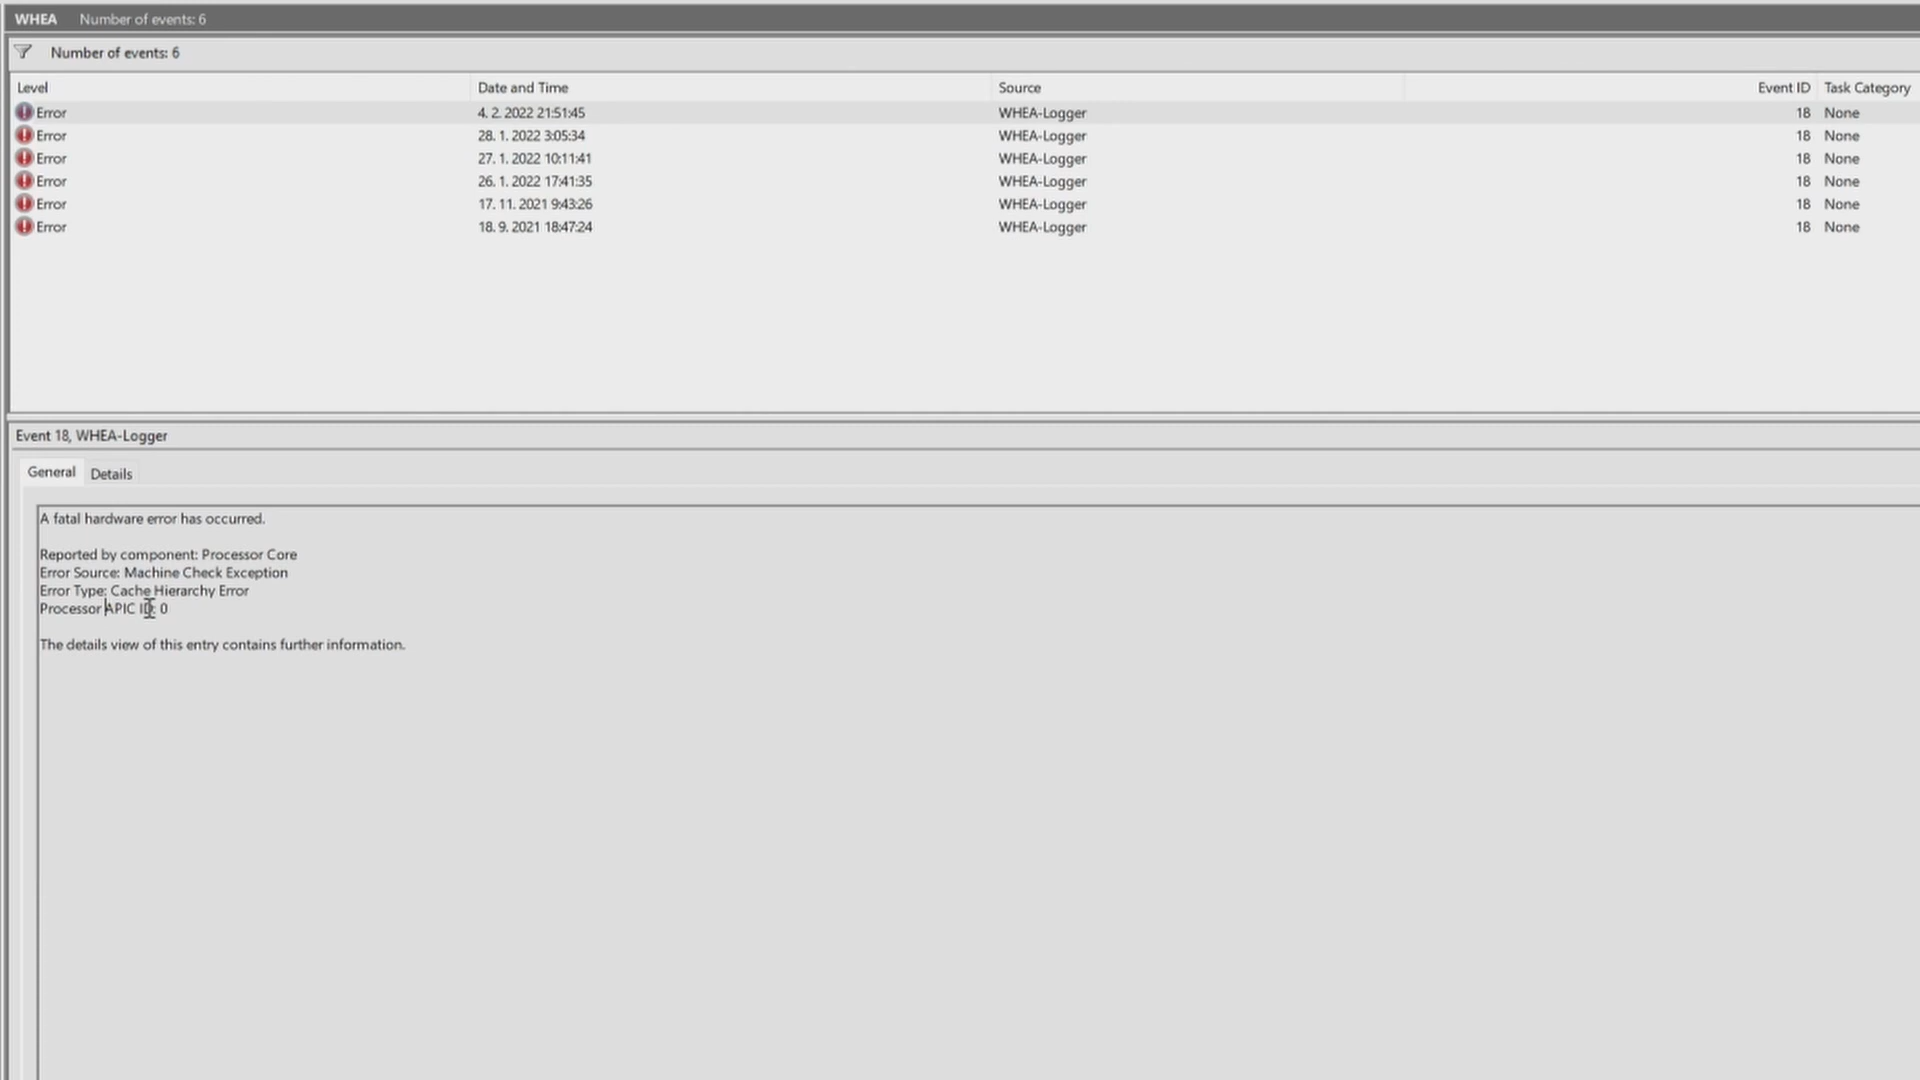 WHEA Number of events: 6
Number of events: 6
Level Date and Time Source Event ID Task Category
Error 4. 2. 2022 21:51:45 WHEA-Logger 18 None
Error 28. 1. 2022 3:05:34 WHEA-Logger 18 None
Error 27. 1. 2022 10:11:41 WHEA-Logger 18 None
Error 26. 1. 2022 17:41:35 WHEA-Logger 18 None
Error 17. 11. 2021 9:43:26 WHEA-Logger 18 None
Error 18. 9. 2021 18:47:24 WHEA-Logger 18 None
Event 18, WHEA-Logger
General Details
A fatal hardware error has occurred.
Reported by component: Processor Core
Error Source: Machine Check Exception
Error Type: Cache Hierarchy Error
Processor APIC ID: 0
The details view of this entry contains further information.